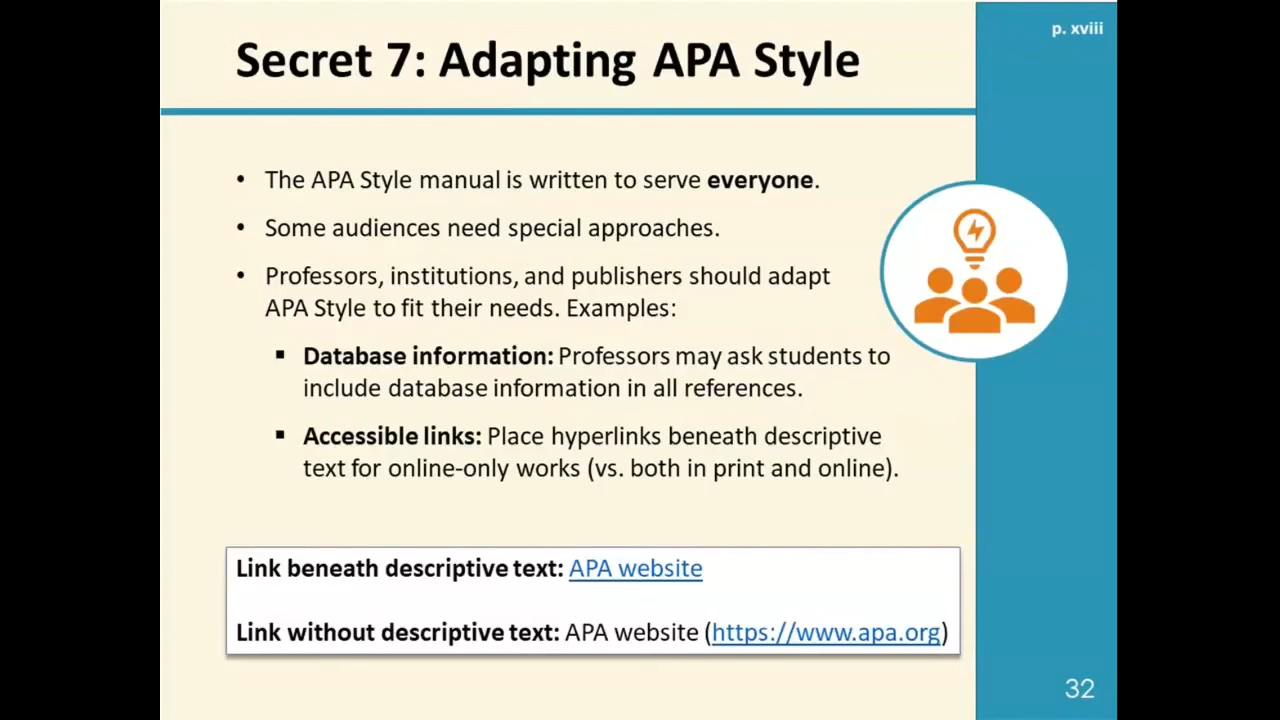 p. xviii
Secret 7: Adapting APA Style
• The APA Style manual is written to serve everyone.
• Some audiences need special approaches.
• Professors, institutions, and publishers should adapt
APA Style to fit their needs. Examples:
▪ Database information: Professors may ask students to
include database information in all references.
▪ Accessible links: Place hyperlinks beneath descriptive
text for online-only works (vs. both in print and online).
Link beneath descriptive text: APA website
Link without descriptive text: APA website (https://www.apa.org)
32